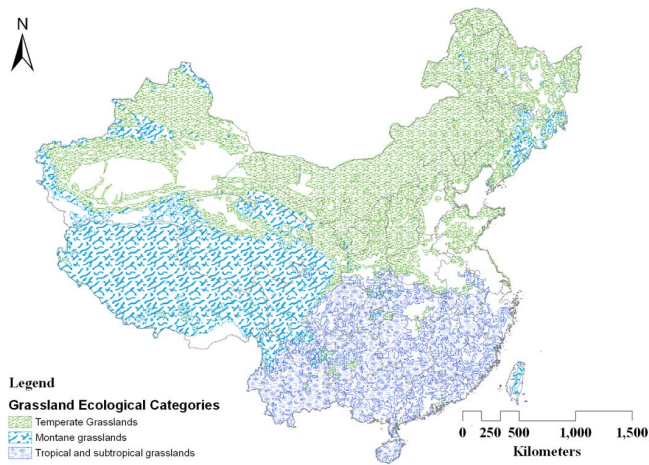 N
Legend
Grassland Ecological Categories
Temperate Grasslands
Montane grasslands
Tropical and subtropical grasslands
0 250 500 1,000 1,500
Kilometers